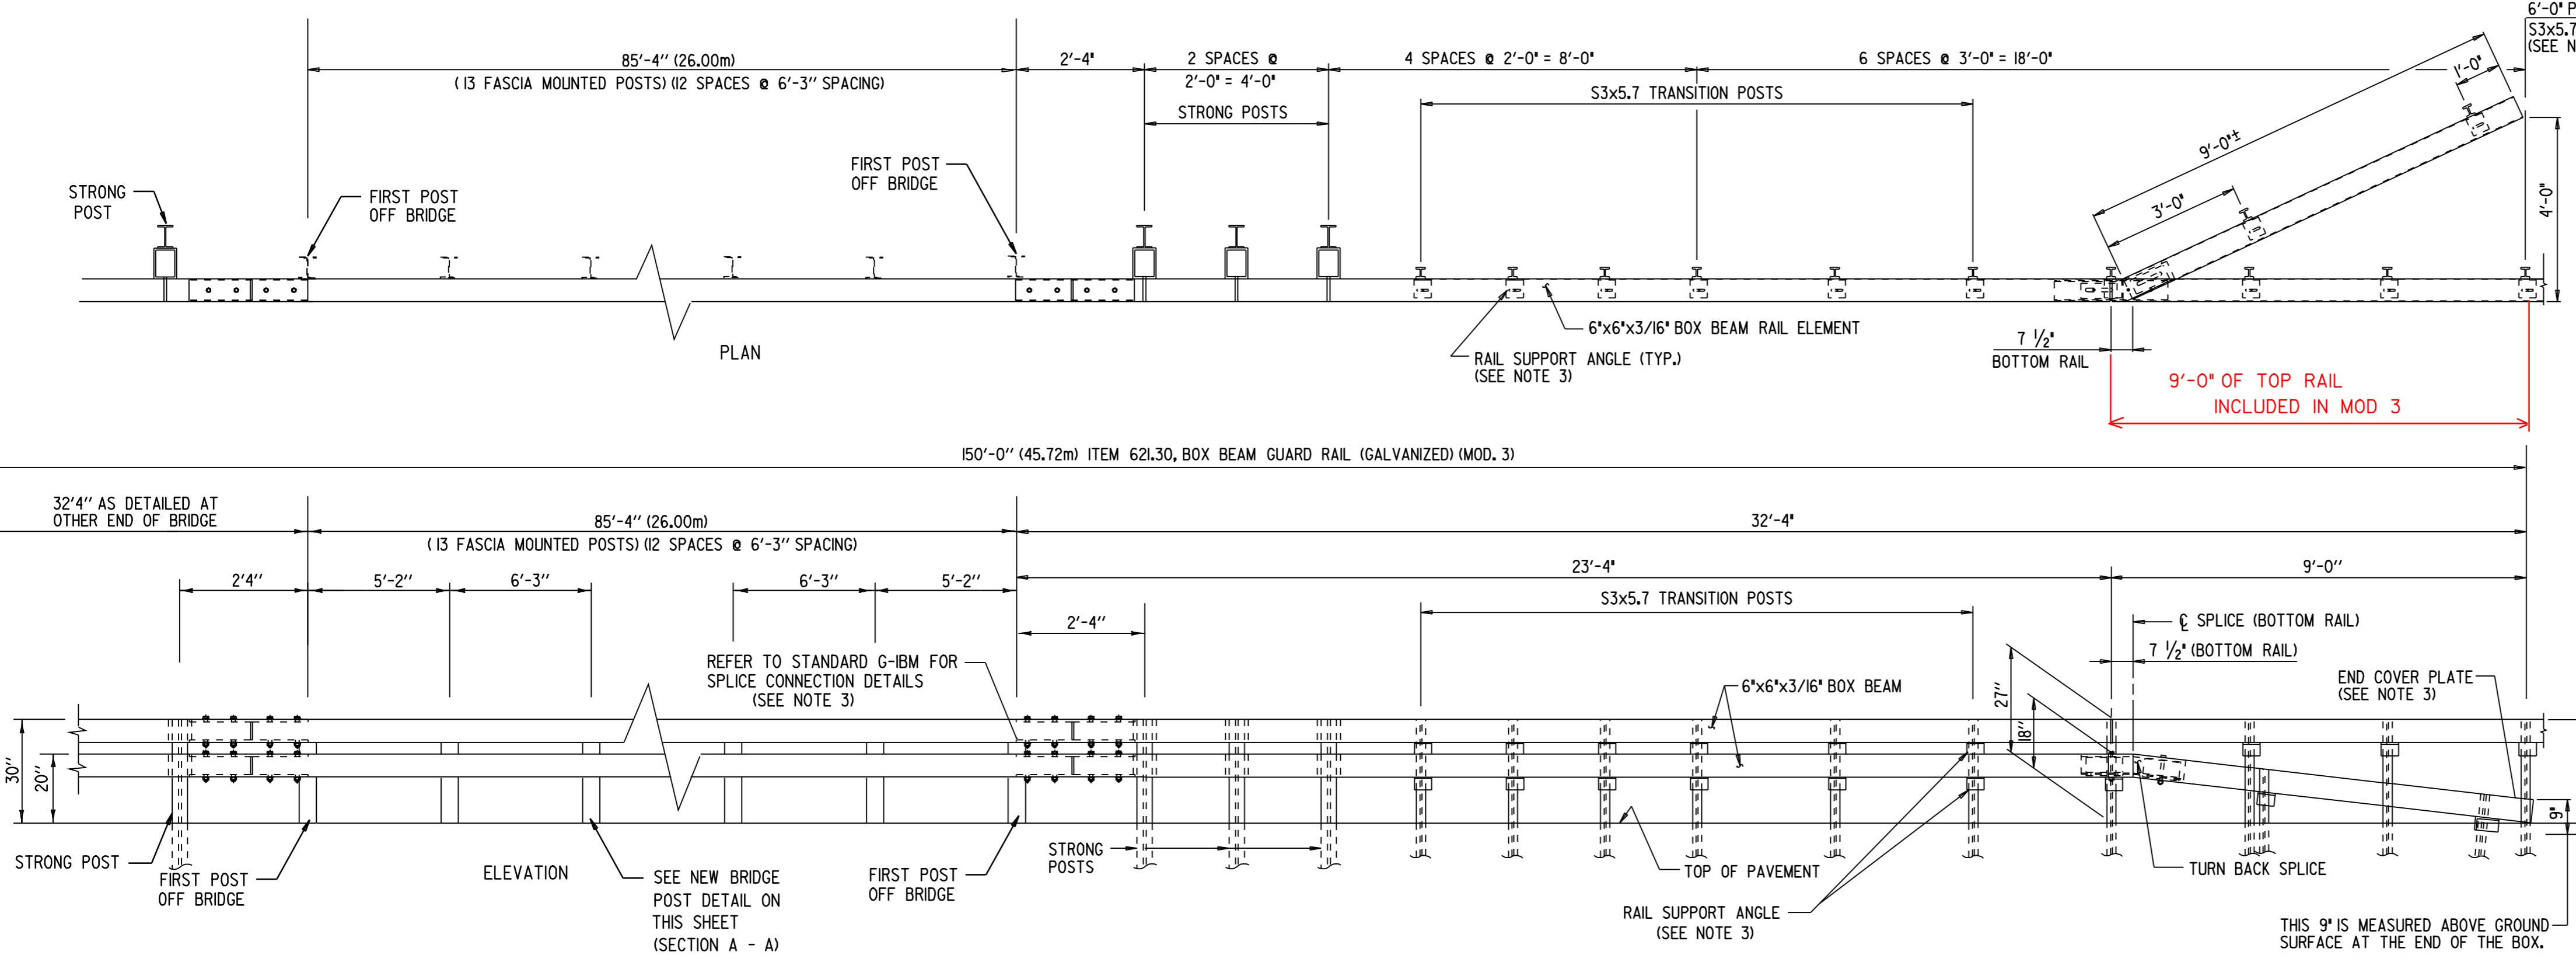 6'-0" P
S3x5.7
(SEE N
85'-4'' (26.00m)
(13 FASCIA MOUNTED POSTS) (12 SPACES @ 6'-3'' SPACING)
2'-4"
2 SPACES @
2'-0" = 4'-0"
STRONG POSTS
4 SPACES @ 2'-0" = 8'-0"
6 SPACES @ 3'-0" = 18'-0"
S3x5.7 TRANSITION POSTS
1'-0"
9'-0"±
3'-0"
4'-0"
STRONG
POST
FIRST POST
OFF BRIDGE
FIRST POST
OFF BRIDGE
PLAN
6"x6"x3/16" BOX BEAM RAIL ELEMENT
RAIL SUPPORT ANGLE (TYP.)
(SEE NOTE 3)
7 1/2"
BOTTOM RAIL
9'-0" OF TOP RAIL
INCLUDED IN MOD 3
150'-0'' (45.72m) ITEM 621.30, BOX BEAM GUARD RAIL (GALVANIZED) (MOD. 3)
32'4'' AS DETAILED AT
OTHER END OF BRIDGE
85'-4'' (26.00m)
(13 FASCIA MOUNTED POSTS) (12 SPACES @ 6'-3'' SPACING)
32'-4"
23'-4"
9'-0''
2'4''
5'-2''
6'-3''
6'-3''
5'-2''
2'-4''
S3x5.7 TRANSITION POSTS
℄ SPLICE (BOTTOM RAIL)
7 1/2" (BOTTOM RAIL)
REFER TO STANDARD G-1BM FOR
SPLICE CONNECTION DETAILS
(SEE NOTE 3)
6"x6"x3/16" BOX BEAM
27''
18''
END COVER PLATE
(SEE NOTE 3)
30''
20''
9"
STRONG POST
FIRST POST
OFF BRIDGE
ELEVATION
SEE NEW BRIDGE
POST DETAIL ON
THIS SHEET
(SECTION A - A)
FIRST POST
OFF BRIDGE
STRONG
POSTS
TOP OF PAVEMENT
RAIL SUPPORT ANGLE
(SEE NOTE 3)
TURN BACK SPLICE
THIS 9" IS MEASURED ABOVE GROUND
SURFACE AT THE END OF THE BOX.